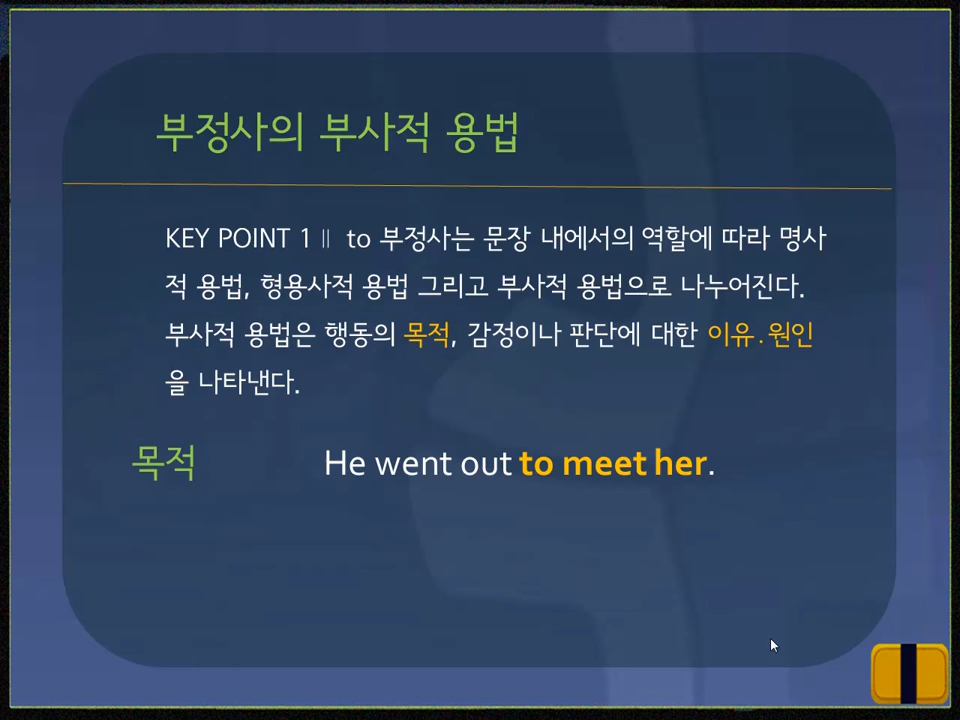 부정사의 부사적 용법
KEY POINT 1 || to 부정사는 문장 내에서의 역할에 따라 명사
적 용법, 형용사적 용법 그리고 부사적 용법으로 나누어진다.
부사적 용법은 행동의 목적, 감정이나 판단에 대한 이유.원인
을 나타낸다.
목적 He went out to meet her.